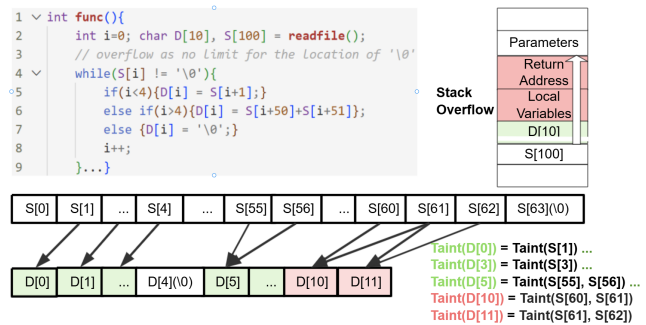 1 int func(){
2 int i=0; char D[10], S[100] = readfile();
3 // overflow as no limit for the location of '\0'
4 while(S[i] != '\0'){
5 if(i<4){D[i] = S[i+1];}
6 else if(i>4){D[i] = S[i+50]+S[i+51]};
7 else {D[i] = '\0';}
8 i++;
9 }...}
Stack
Overflow
Parameters
Return
Address
Local
Variables
D[10]
S[100]
S[0] S[1] ... S[4] ... S[55] S[56] ... S[60] S[61] S[62] S[63](\0)
D[0] D[1] ... D[4](\0) D[5] ... D[10] D[11]
Taint(D[0]) = Taint(S[1]) ...
Taint(D[3]) = Taint(S[3]) ...
Taint(D[5]) = Taint(S[55], S[56]) ...
Taint(D[10]) = Taint(S[60], S[61])
Taint(D[11]) = Taint(S[61], S[62])